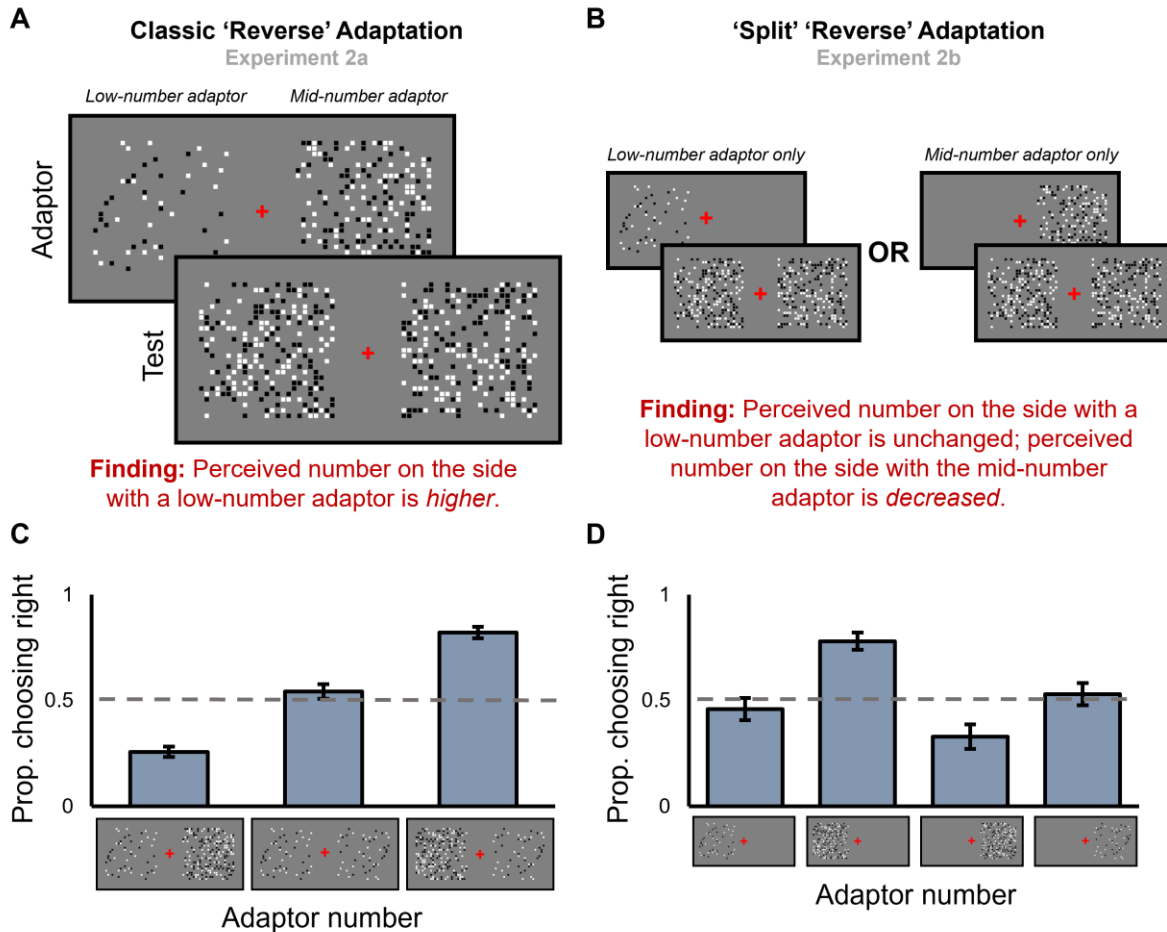 A
Classic ‘Reverse’ Adaptation
Experiment 2a
Low-number adaptor
Mid-number adaptor
Adaptor
Test
Finding: Perceived number on the side
with a low-number adaptor is higher.
B
‘Split’ ‘Reverse’ Adaptation
Experiment 2b
Low-number adaptor only
Mid-number adaptor only
OR
Finding: Perceived number on the side with a
low-number adaptor is unchanged; perceived
number on the side with the mid-number
adaptor is decreased.
C
Prop. choosing right
1
0.5
0
Adaptor number
D
Prop. choosing right
1
0.5
0
Adaptor number